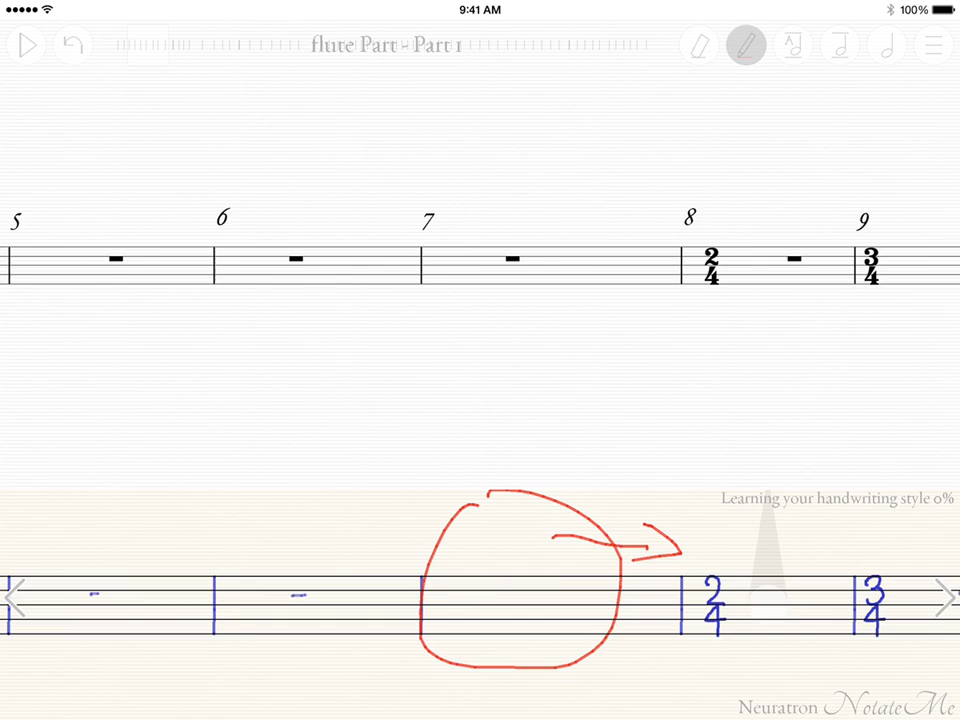 9:41 AM
100%
flute Part - Part 1
5 6 7 8 9
2 3
4 4
Learning your handwriting style 0%
2 3
4 4
Neuratron NotateMe